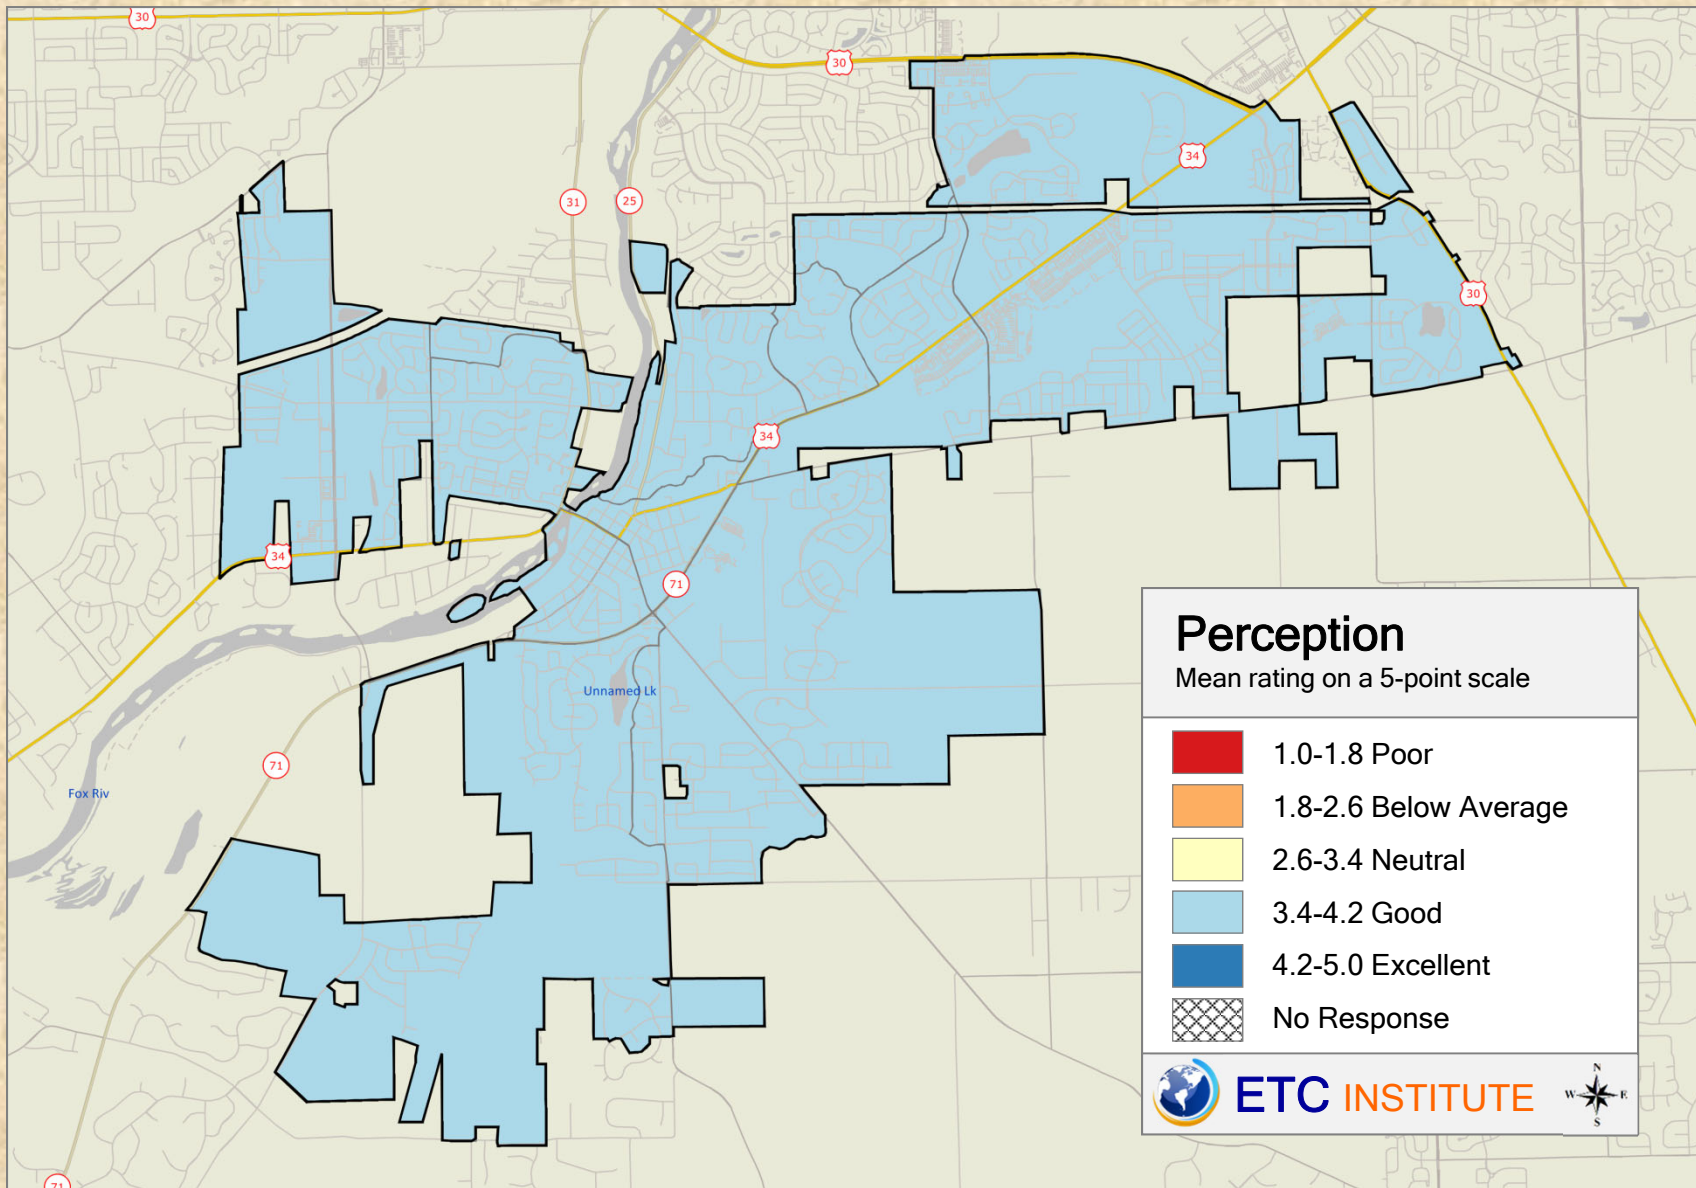 30
30
34
31
25
30
34
34
71
Unnamed Lk
71
Fox Riv
71
Perception
Mean rating on a 5-point scale
1.0-1.8 Poor
1.8-2.6 Below Average
2.6-3.4 Neutral
3.4-4.2 Good
4.2-5.0 Excellent
No Response
ETC INSTITUTE
N
W E
S